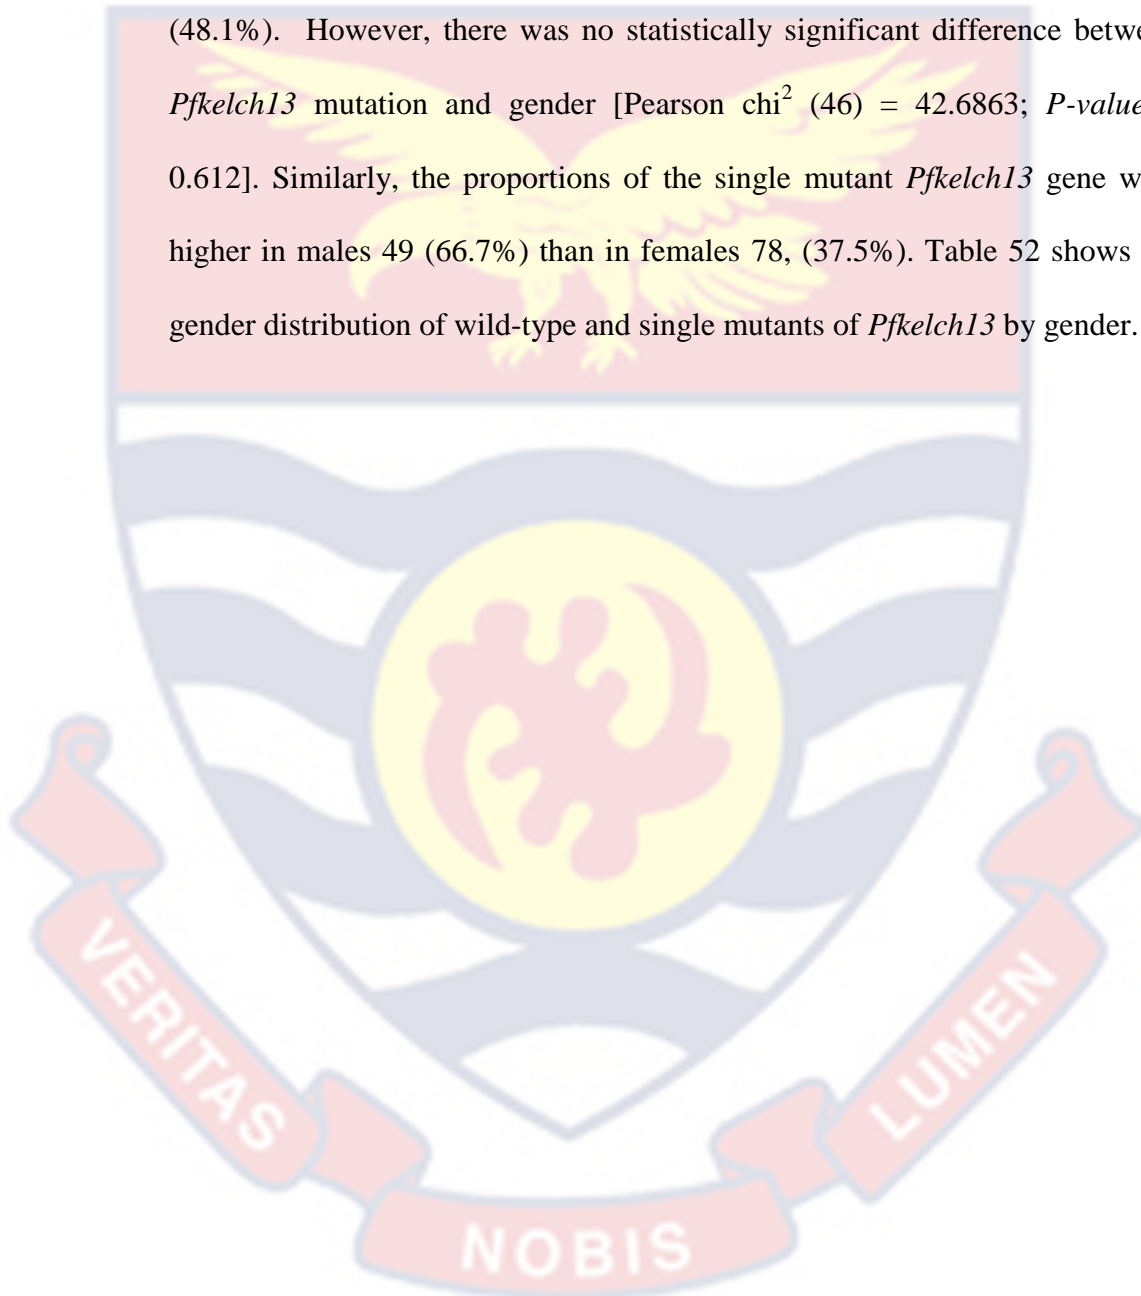 (48.1%). However, there was no statistically significant difference betwe
Pfkelch13 mutation and gender [Pearson chi² (46) = 42.6863; P-value
0.612]. Similarly, the proportions of the single mutant Pfkelch13 gene w
higher in males 49 (66.7%) than in females 78, (37.5%). Table 52 shows
gender distribution of wild-type and single mutants of Pfkelch13 by gender.
VERITAS
NOBIS
LUMEN